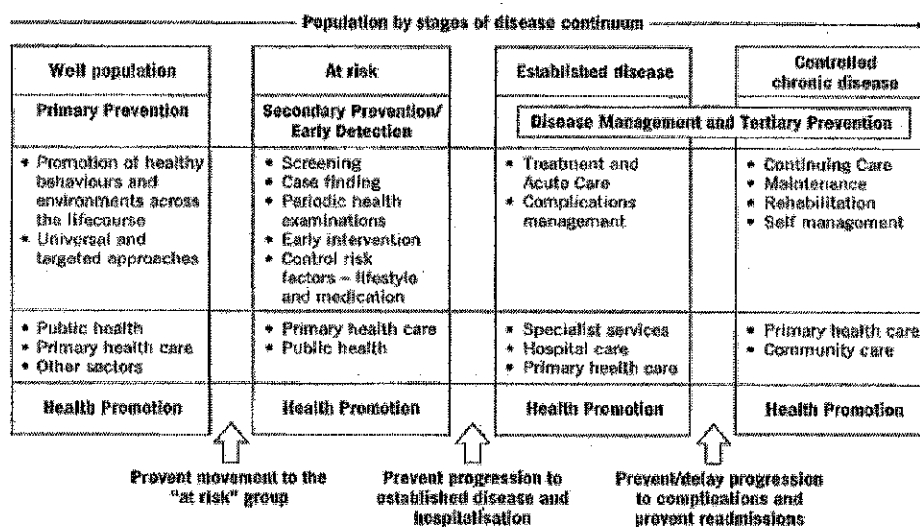 Population by stages of disease continuum
Well population
At risk
Established disease
Controlled
chronic disease
Primary Prevention
Secondary Prevention/
Early Detection
Disease Management and Tertiary Prevention
• Promotion of healthy
behaviours and
environments across
the lifecourse
• Universal and
targeted approaches
• Screening
• Case finding
• Periodic health
examinations
• Early intervention
• Control risk
factors – lifestyle
and medication
• Treatment and
Acute Care
• Complications
management
• Continuing Care
• Maintenance
• Rehabilitation
• Self management
• Public health
• Primary health care
• Other sectors
• Primary health care
• Public health
• Specialist services
• Hospital care
• Primary health care
• Primary health care
• Community care
Health Promotion
Health Promotion
Health Promotion
Health Promotion
Prevent movement to the
"at risk" group
Prevent progression to
established disease and
hospitalisation
Prevent/delay progression
to complications and
prevent readmissions